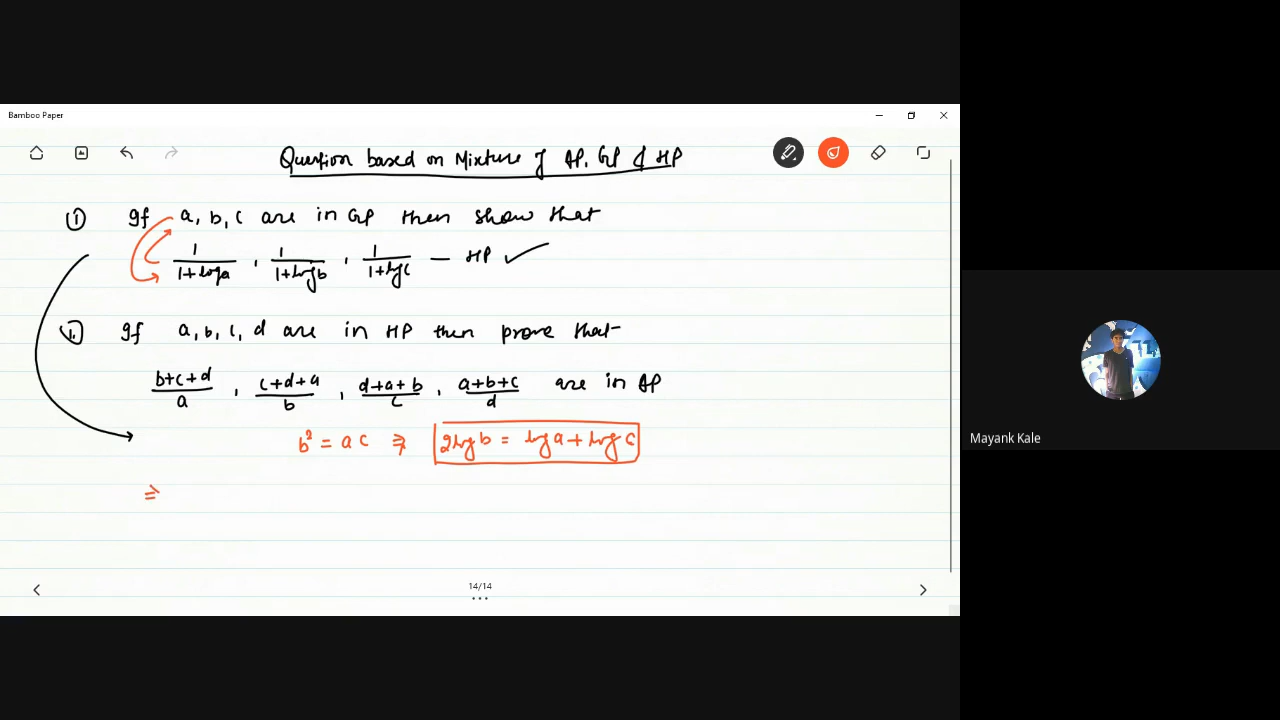 Bamboo Paper
Question based on Mixture of AP, GP & HP
① If a, b, c are in GP then show that
1/(1+log a) , 1/(1+log b) , 1/(1+log c) — HP ✓
② If a, b, c, d are in HP then prove that
(b+c+d)/a , (c+d+a)/b , (d+a+b)/c , (a+b+c)/d are in AP
b² = ac ⇒ 2log b = log a + log c
⇒
14/14
Mayank Kale